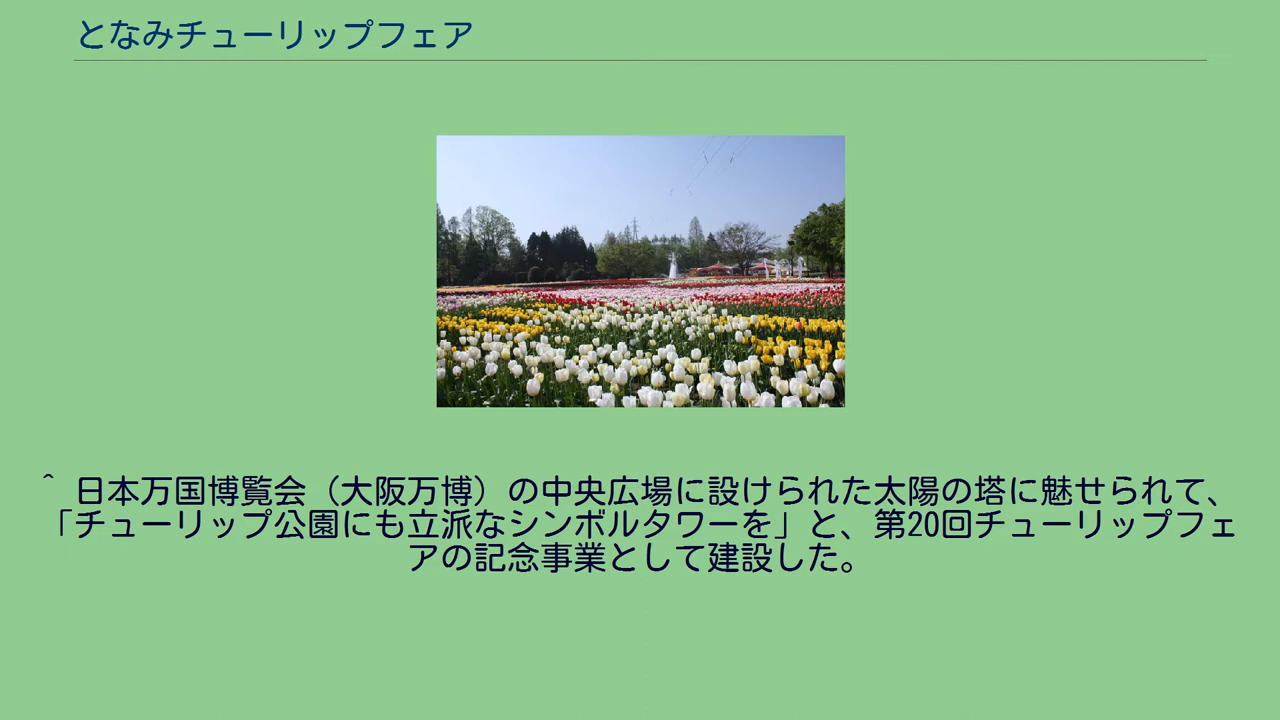 となみチューリップフェア
^ 日本万国博覧会（大阪万博）の中央広場に設けられた太陽の塔に魅せられて、
「チューリップ公園にも立派なシンボルタワーを」と、第20回チューリップフェ
アの記念事業として建設した。